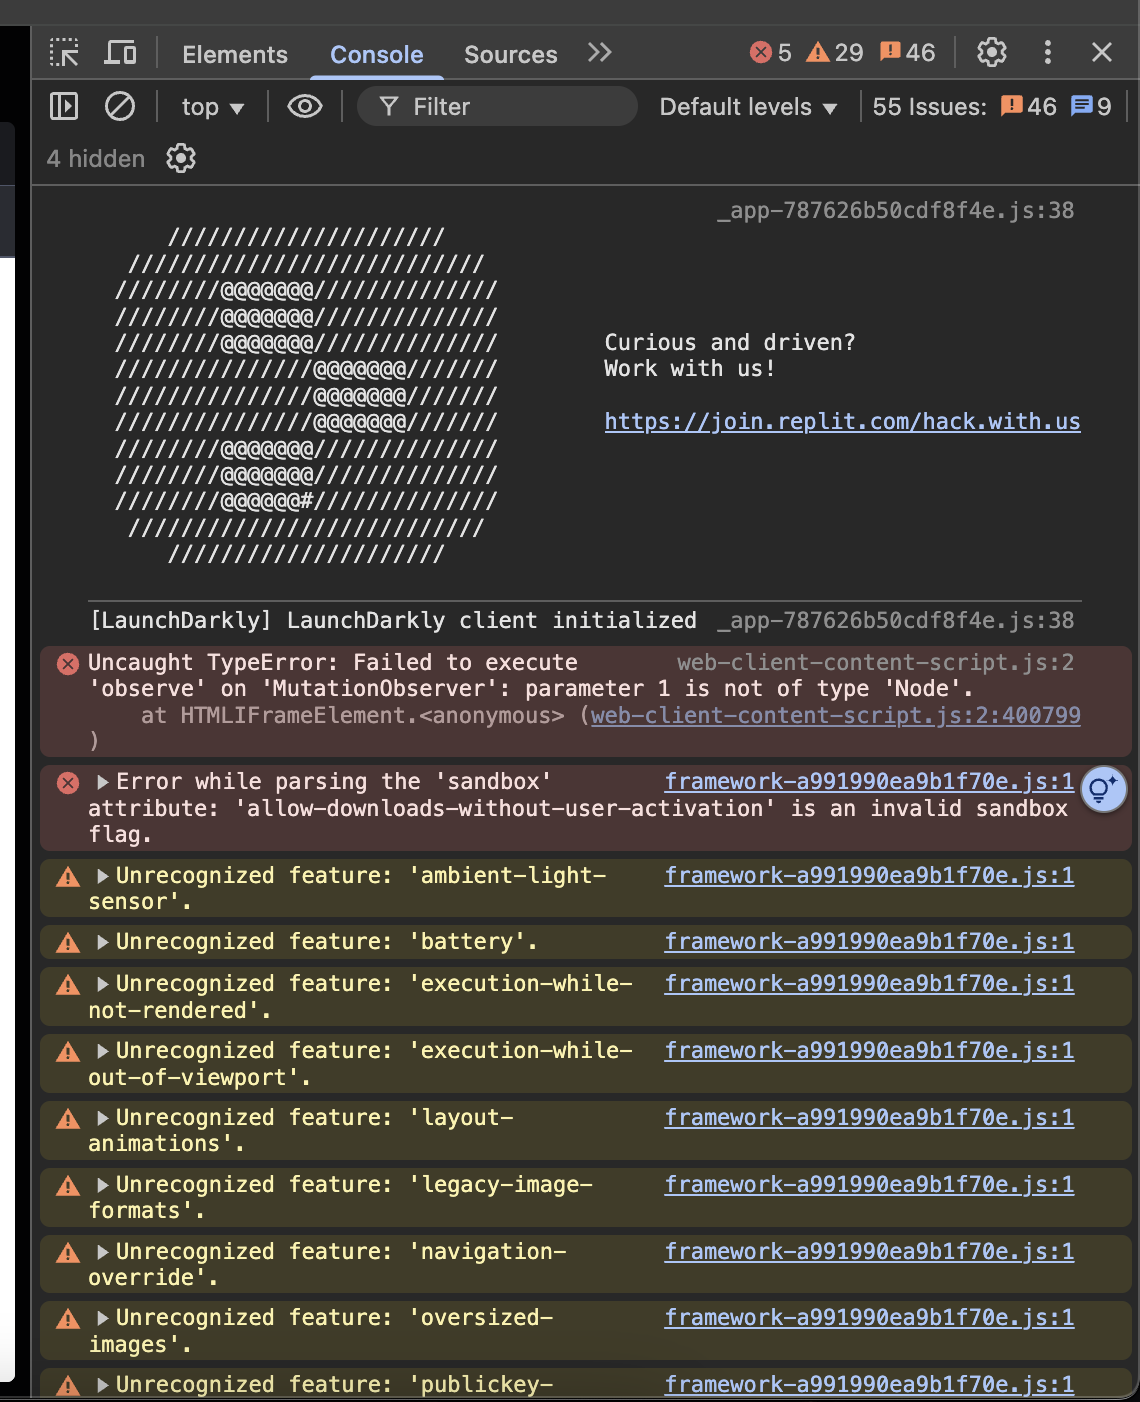 Elements Console Sources 5 29 46
top Filter Default levels 55 Issues: 46 9
4 hidden
_app-787626b50cdf8f4e.js:38
/////////////////////
///////////////////////////
////////@@@@@@@//////////////
////////@@@@@@@//////////////
////////@@@@@@@//////////////
Curious and driven?
///////////////@@@@@@@///////
Work with us!
///////////////@@@@@@@///////
///////////////@@@@@@@///////
https://join.replit.com/hack.with.us
////////@@@@@@@//////////////
////////@@@@@@@//////////////
////////@@@@@@#//////////////
///////////////////////////
/////////////////////
[LaunchDarkly] LaunchDarkly client initialized _app-787626b50cdf8f4e.js:38
Uncaught TypeError: Failed to execute web-client-content-script.js:2
'observe' on 'MutationObserver': parameter 1 is not of type 'Node'.
at HTMLIFrameElement.<anonymous> (web-client-content-script.js:2:400799
)
Error while parsing the 'sandbox' framework-a991990ea9b1f70e.js:1
attribute: 'allow-downloads-without-user-activation' is an invalid sandbox
flag.
Unrecognized feature: 'ambient-light- framework-a991990ea9b1f70e.js:1
sensor'.
Unrecognized feature: 'battery'. framework-a991990ea9b1f70e.js:1
Unrecognized feature: 'execution-while- framework-a991990ea9b1f70e.js:1
not-rendered'.
Unrecognized feature: 'execution-while- framework-a991990ea9b1f70e.js:1
out-of-viewport'.
Unrecognized feature: 'layout- framework-a991990ea9b1f70e.js:1
animations'.
Unrecognized feature: 'legacy-image- framework-a991990ea9b1f70e.js:1
formats'.
Unrecognized feature: 'navigation- framework-a991990ea9b1f70e.js:1
override'.
Unrecognized feature: 'oversized- framework-a991990ea9b1f70e.js:1
images'.
Unrecognized feature: 'publickey- framework-a991990ea9b1f70e.js:1